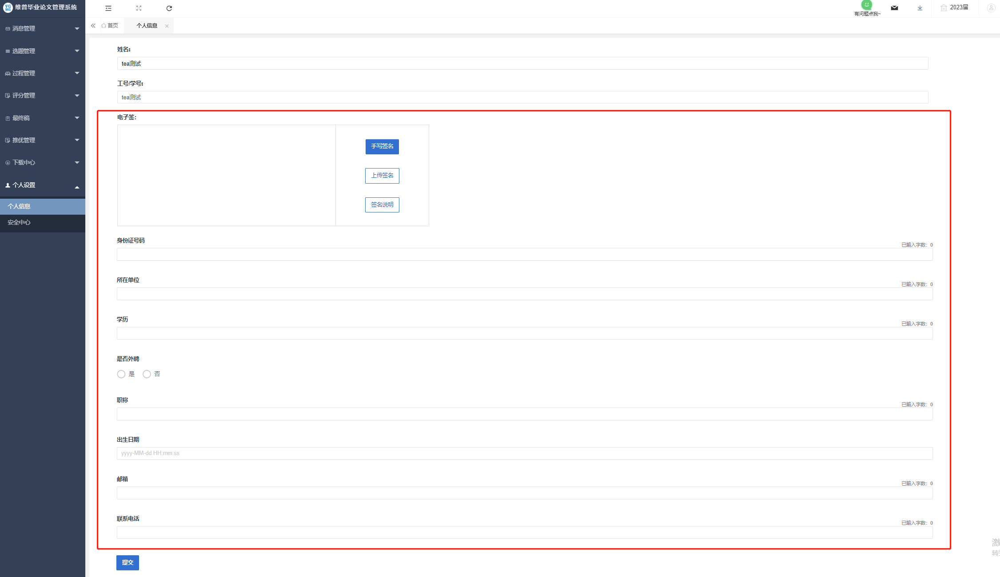 维普毕业论文管理系统
有问题点我~
2023届
消息管理
选题管理
过程管理
评分管理
最终稿
推优管理
下载中心
个人设置
个人信息
安全中心
首页
个人信息
姓名:
tea测试
工号/学号:
tea测试
电子签:
手写签名
上传签名
签名说明
身份证号码
已输入字数: 0
所在单位
已输入字数: 0
学历
已输入字数: 0
是否外聘
是 否
职称
已输入字数: 0
出生日期
yyyy-MM-dd HH:mm:ss
邮箱
已输入字数: 0
联系电话
已输入字数: 0
提交
激
转